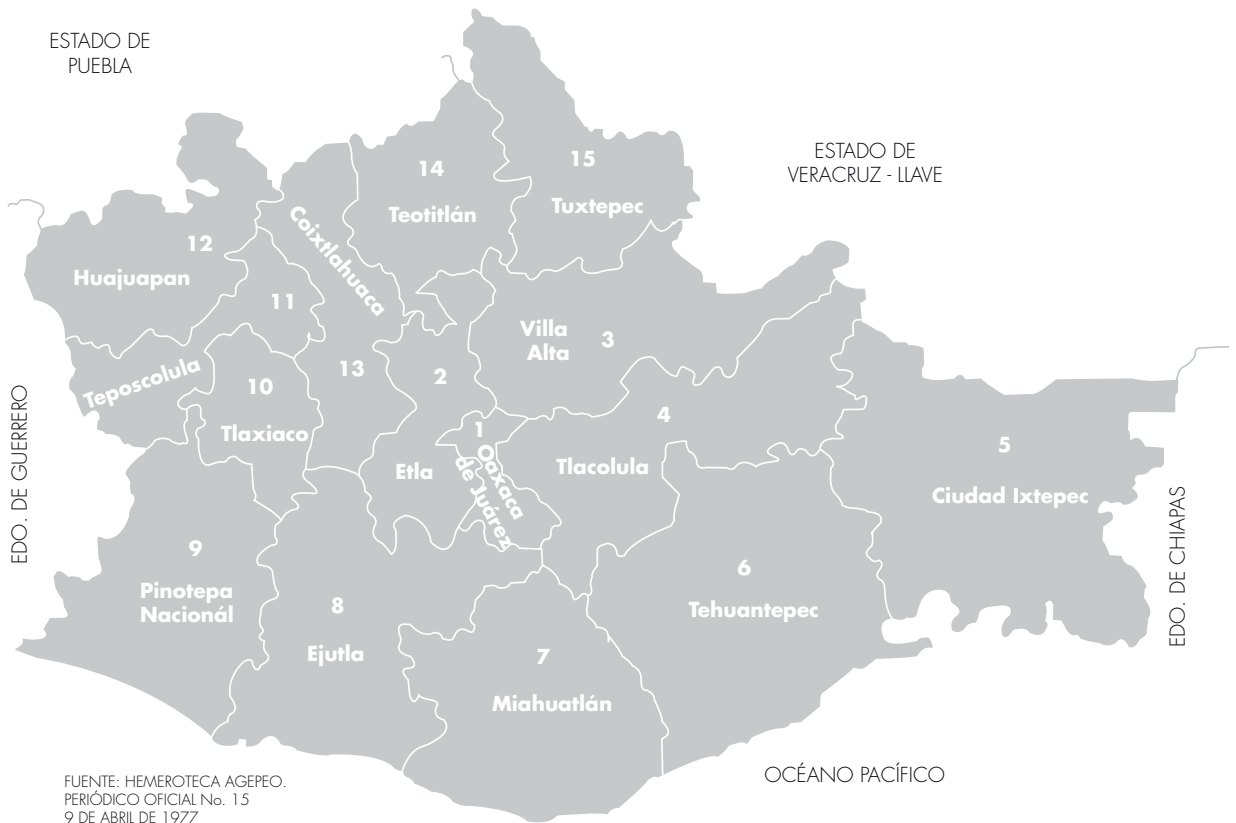 ESTADO DE
PUEBLA
ESTADO DE
VERACRUZ - LLAVE
EDO. DE GUERRERO
EDO. DE CHIAPAS
OCÉANO PACÍFICO
15
Tuxtepec
14
Teotitlán
Coixtlahuaca
13
12
Huajuapan
11
Teposcolula
10
Tlaxiaco
Villa
Alta
3
2
Etla
1
Oaxaca
de Juárez
4
Tlacolula
5
Ciudad Ixtepec
6
Tehuantepec
7
Miahuatlán
8
Ejutla
9
Pinotepa
Nacionál
FUENTE: HEMEROTECA AGEPEO.
PERIÓDICO OFICIAL No. 15
9 DE ABRIL DE 1977